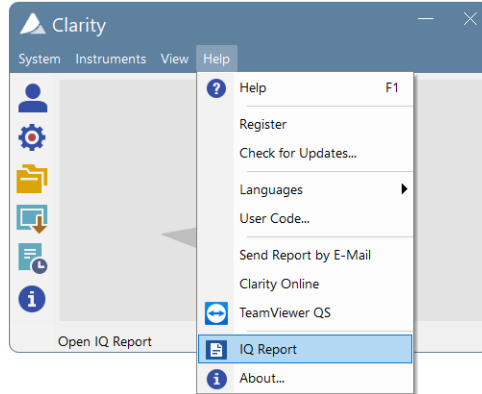 Clarity
System Instruments View Help
Help F1
Register
Check for Updates...
Languages
User Code...
Send Report by E-Mail
Clarity Online
TeamViewer QS
IQ Report
About...
Open IQ Report